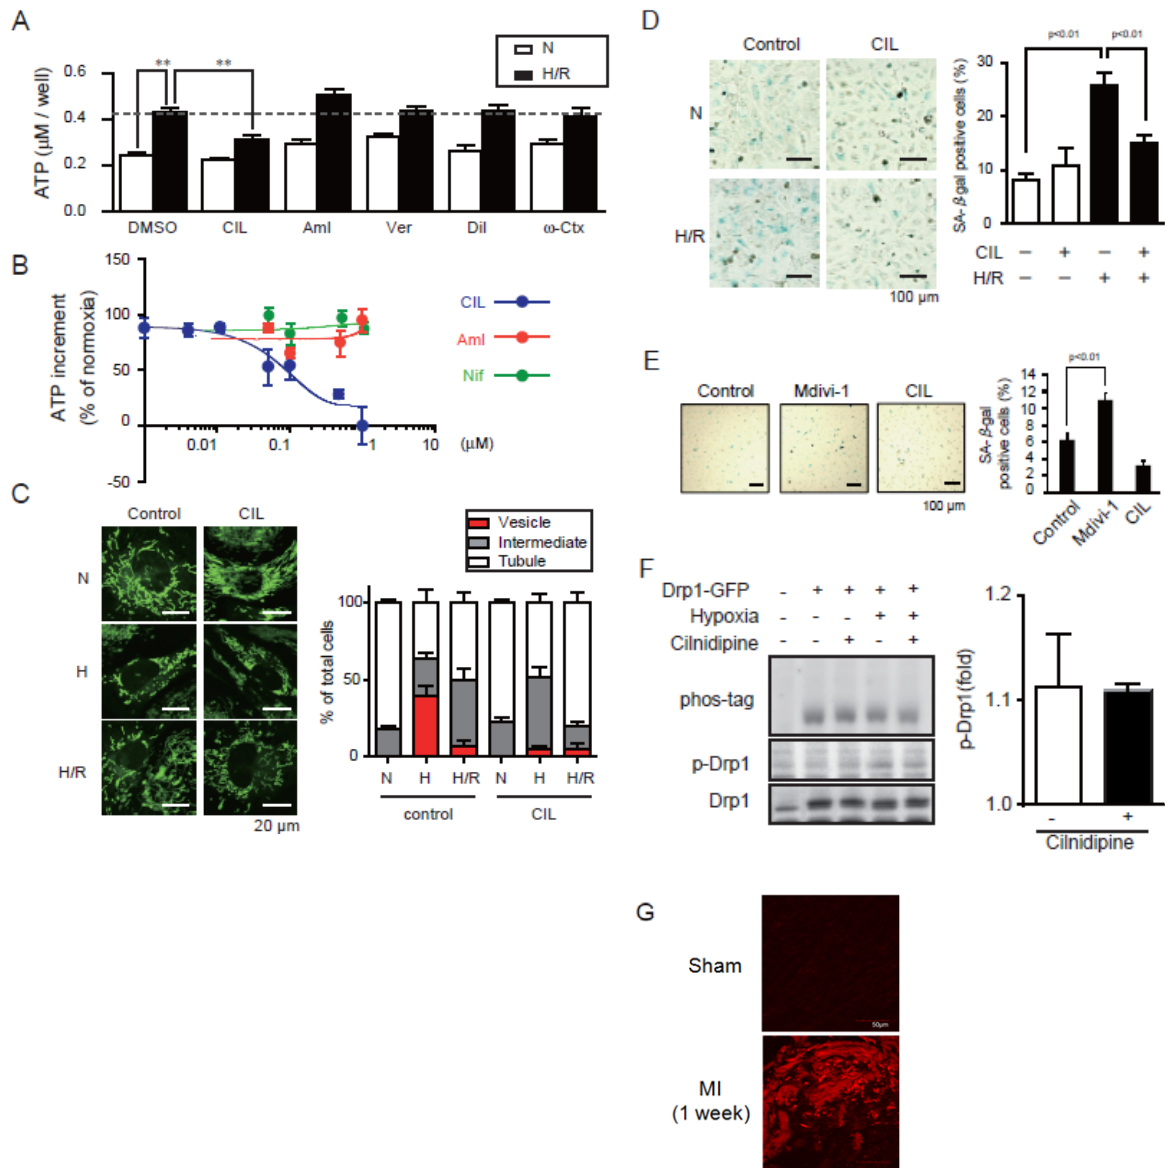 A
N
H/R
** **
ATP (μM / well)
0.6
0.4
0.2
0.0
DMSO CIL Aml Ver Dil ω-Ctx
B
ATP increment
(% of normoxia)
150
100
50
0
-50
0.01 0.1 1 10
(μM)
CIL
Aml
Nif
C
Control CIL
N
H
H/R
20 μm
Vesicle
Intermediate
Tubule
% of total cells
100
50
0
N H H/R N H H/R
control CIL
D
Control CIL
N
H/R
100 μm
p<0.01 p<0.01
SA- β-gal positive cells (%)
30
20
10
0
CIL – + – +
H/R – – + +
E
Control Mdivi-1 CIL
100 μm
p<0.01
SA- β-gal
positive cells (%)
14
12
10
8
6
4
2
0
Control Mdivi-1 CIL
F
Drp1-GFP - + + + +
Hypoxia - - - + +
Cilnidipine - - + - +
phos-tag
p-Drp1
Drp1
p-Drp1(fold)
1.2
1.1
1.0
- +
Cilnidipine
G
Sham
50μm
MI
(1 week)